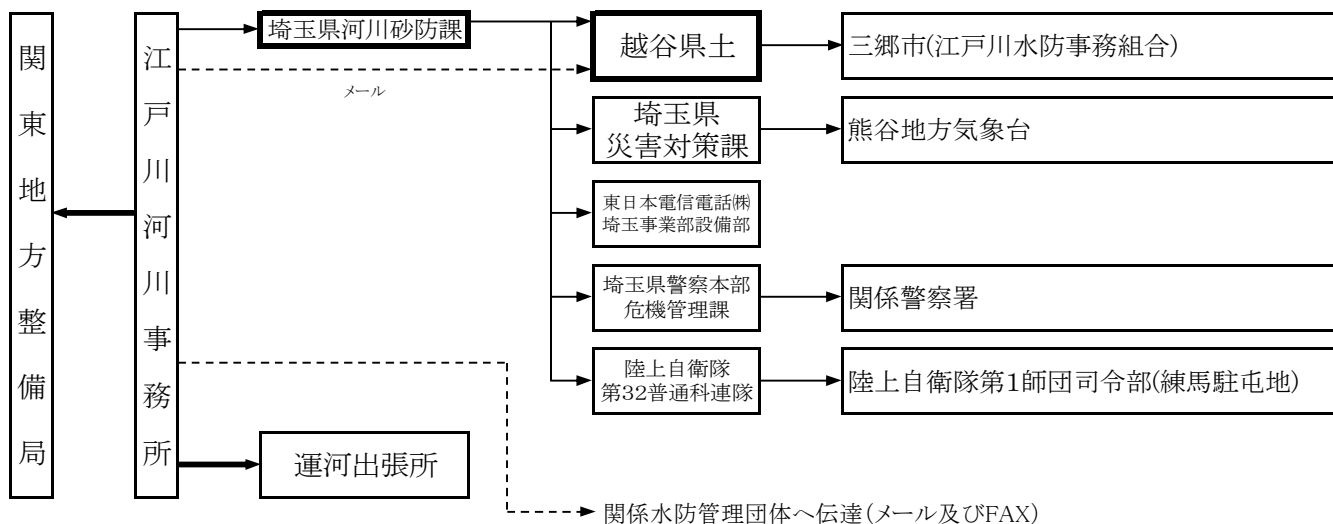 関東地方整備局
江戸川河川事務所
埼玉県河川砂防課
メール
越谷県土
三郷市(江戸川水防事務組合)
埼玉県
災害対策課
熊谷地方気象台
東日本電信電話㈱
埼玉事業部設備部
埼玉県警察本部
危機管理課
関係警察署
陸上自衛隊
第32普通科連隊
陸上自衛隊第1師団司令部(練馬駐屯地)
運河出張所
関係水防管理団体へ伝達(メール及びFAX)